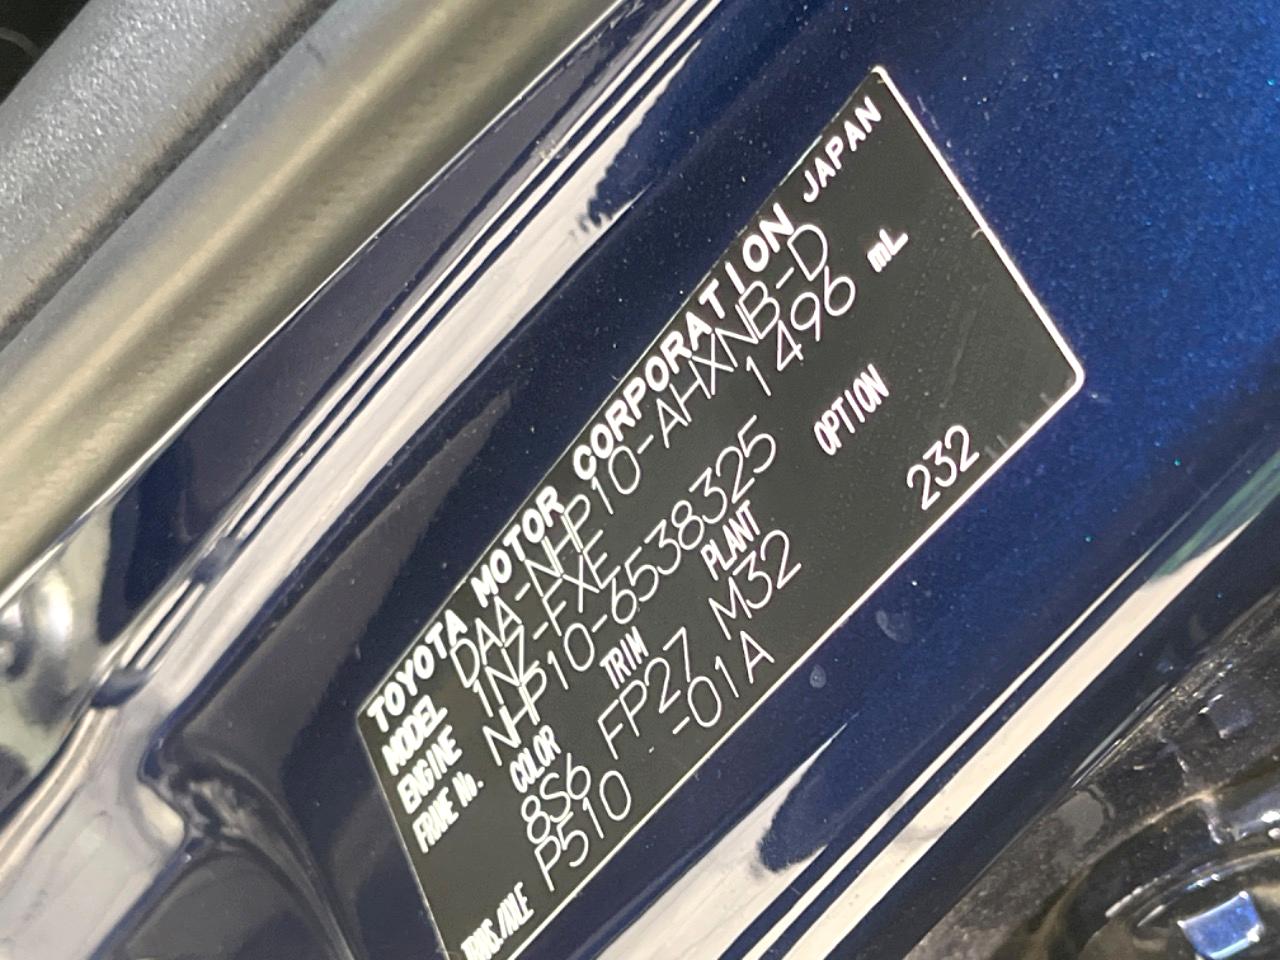 TOYOTA MOTOR CORPORATION JAPAN
MODEL DAA-NHP10-AHXNB-D
ENGINE 1NZ-FXE 1496 mL
FRAME No. NHP10-6538325
COLOR TRIM PLANT OPTION
8S6 FP27 M32 232
TRNS./AXLE P510 -01A